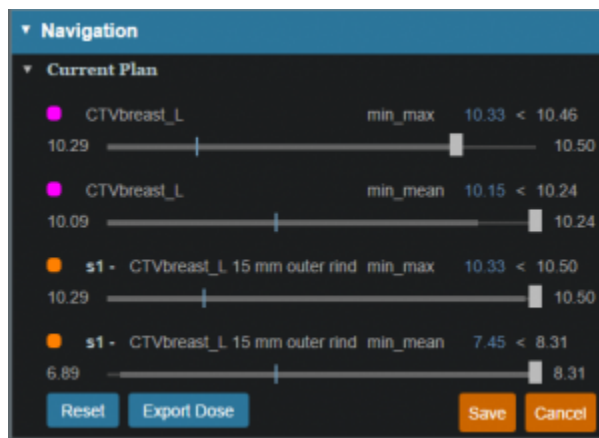 Navigation
Current Plan
CTVbreast_L min_max 10.33 < 10.46
10.29 10.50
CTVbreast_L min_mean 10.15 < 10.24
10.09 10.24
s1 - CTVbreast_L 15 mm outer rind min_max 10.33 < 10.50
10.29 10.50
s1 - CTVbreast_L 15 mm outer rind min_mean 7.45 < 8.31
6.89 8.31
Reset Export Dose Save Cancel